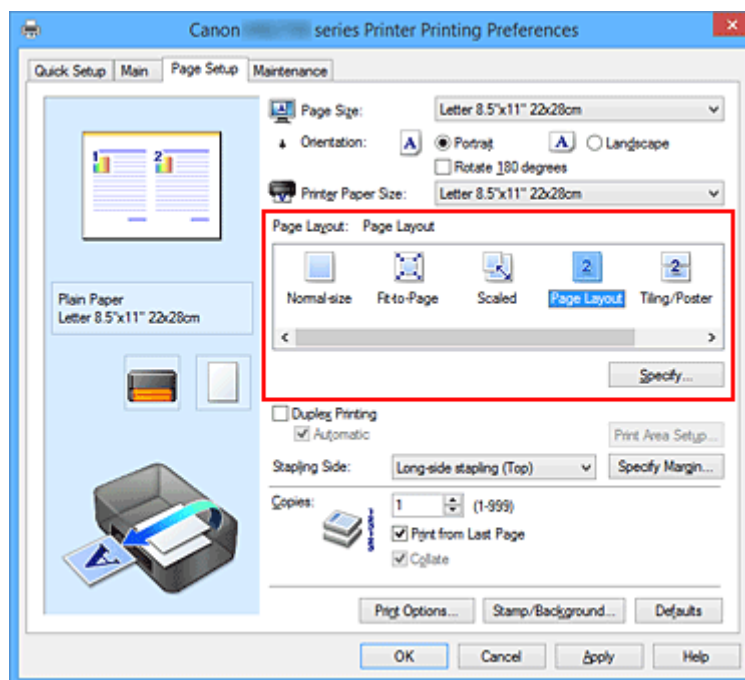 Canon series Printer Printing Preferences
Quick Setup Main Page Setup Maintenance
1 2
Plain Paper
Letter 8.5"x11" 22x28cm
Page Size: Letter 8.5"x11" 22x28cm
Orientation: A Portrait A Landscape
Rotate 180 degrees
Printer Paper Size: Letter 8.5"x11" 22x28cm
Page Layout: Page Layout
2 2
Normal-size Fit-to-Page Scaled Page Layout Tiling/Poster
Specify...
Duplex Printing
Automatic
Print Area Setup...
Stapling Side: Long-side stapling (Top) Specify Margin...
Copies: 1 (1-999)
Print from Last Page
Collate
A
Print Options... Stamp/Background... Defaults
OK Cancel Apply Help